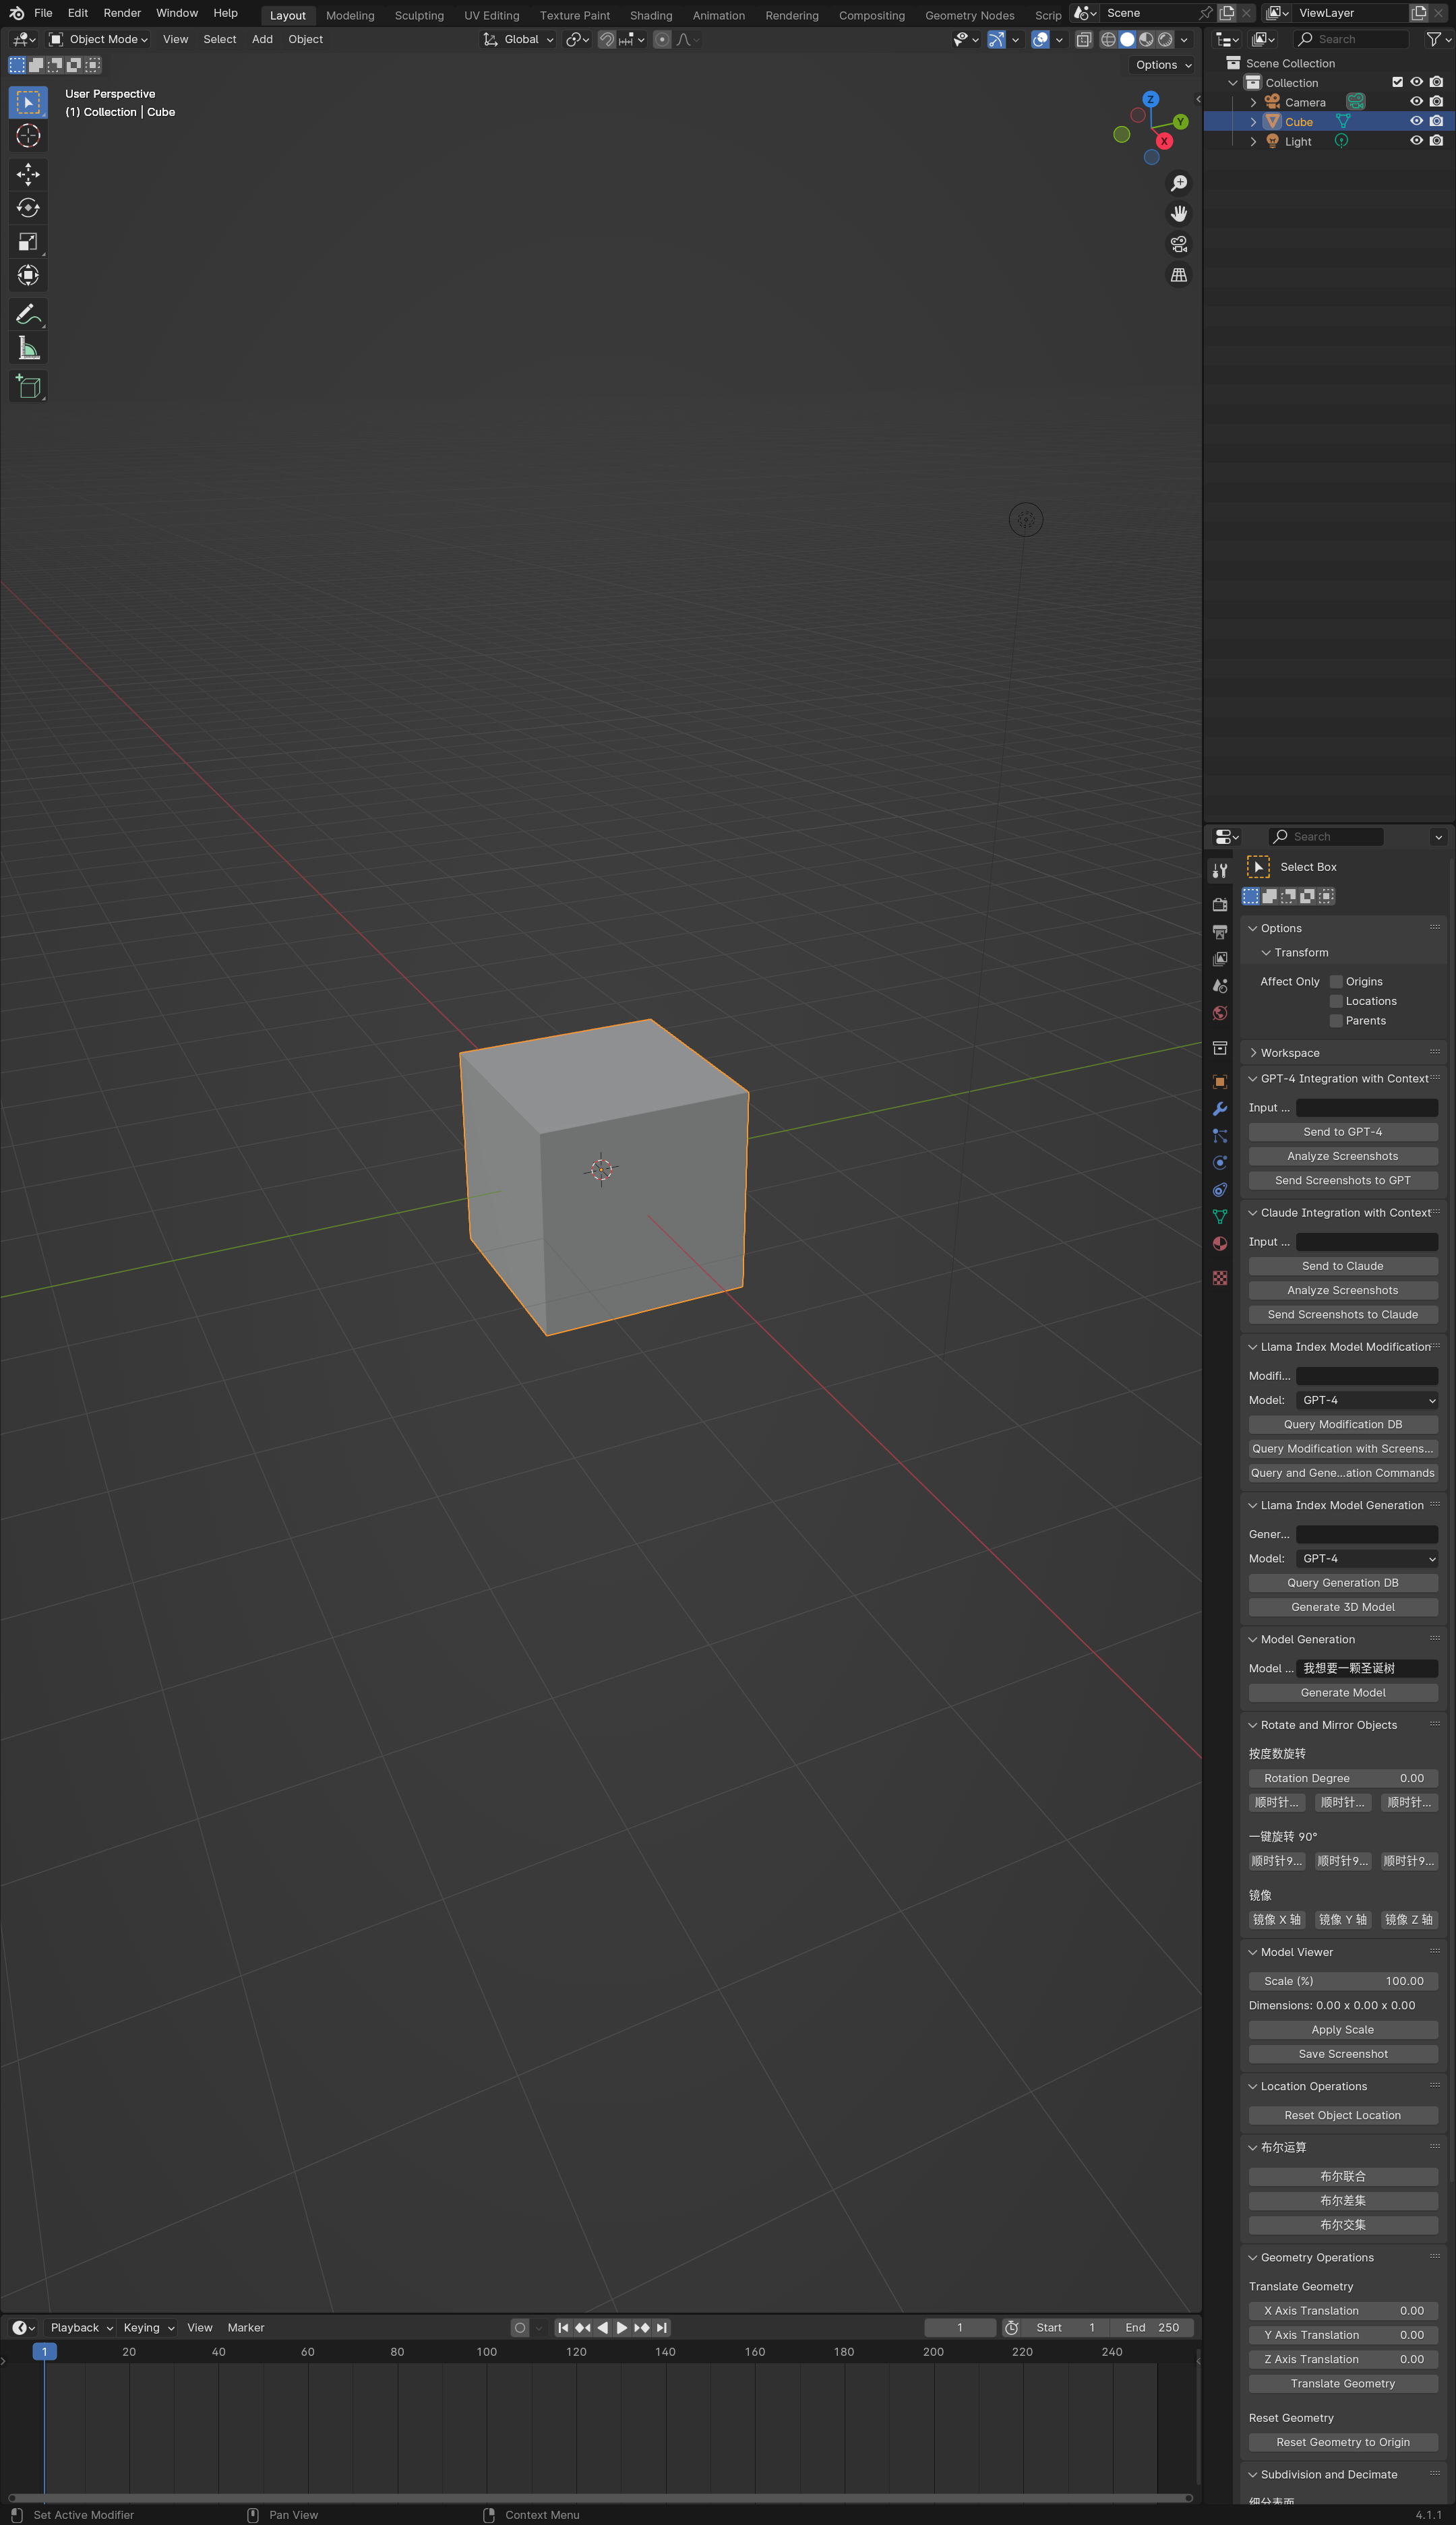 File Edit Render Window Help Layout Modeling Sculpting UV Editing Texture Paint Shading Animation Rendering Compositing Geometry Nodes Scrip Scene ViewLayer
Object Mode View Select Add Object Global Search
Options
User Perspective
(1) Collection | Cube
Z
Y
X
Scene Collection
Collection
Camera
Cube
Light
Search
Select Box
Options
Transform
Affect Only Origins
Locations
Parents
Workspace
GPT-4 Integration with Context
Input ...
Send to GPT-4
Analyze Screenshots
Send Screenshots to GPT
Claude Integration with Context
Input ...
Send to Claude
Analyze Screenshots
Send Screenshots to Claude
Llama Index Model Modification
Modifi...
Model: GPT-4
Query Modification DB
Query Modification with Screens...
Query and Gene...ation Commands
Llama Index Model Generation
Gener...
Model: GPT-4
Query Generation DB
Generate 3D Model
Model Generation
Model ... 我想要一颗圣诞树
Generate Model
Rotate and Mirror Objects
按度数旋转
Rotation Degree 0.00
顺时针... 顺时针... 顺时针...
一键旋转 90°
顺时针9... 顺时针9... 顺时针9...
镜像
镜像 X 轴 镜像 Y 轴 镜像 Z 轴
Model Viewer
Scale (%) 100.00
Dimensions: 0.00 x 0.00 x 0.00
Apply Scale
Save Screenshot
Location Operations
Reset Object Location
布尔运算
布尔联合
布尔差集
布尔交集
Geometry Operations
Translate Geometry
X Axis Translation 0.00
Y Axis Translation 0.00
Z Axis Translation 0.00
Translate Geometry
Reset Geometry
Reset Geometry to Origin
Subdivision and Decimate
细分表面
Playback Keying View Marker 1 Start 1 End 250
1 20 40 60 80 100 120 140 160 180 200 220 240
Set Active Modifier Pan View Context Menu 4.1.1